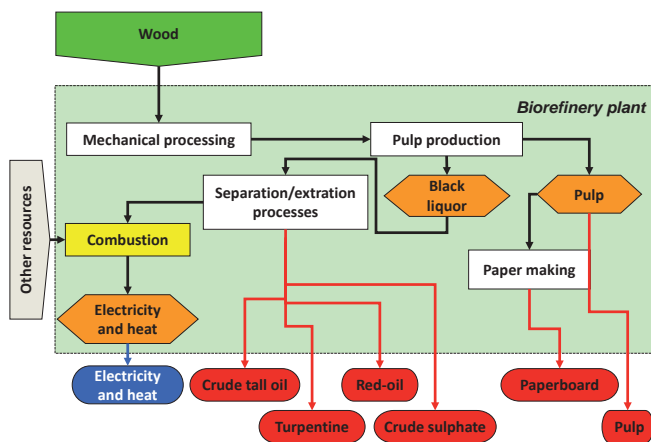 Wood
Biorefinery plant
Mechanical processing
Pulp production
Separation/extration
processes
Black
liquor
Pulp
Other resources
Combustion
Paper making
Electricity
and heat
Electricity
and heat
Crude tall oil
Red-oil
Paperboard
Turpentine
Crude sulphate
Pulp